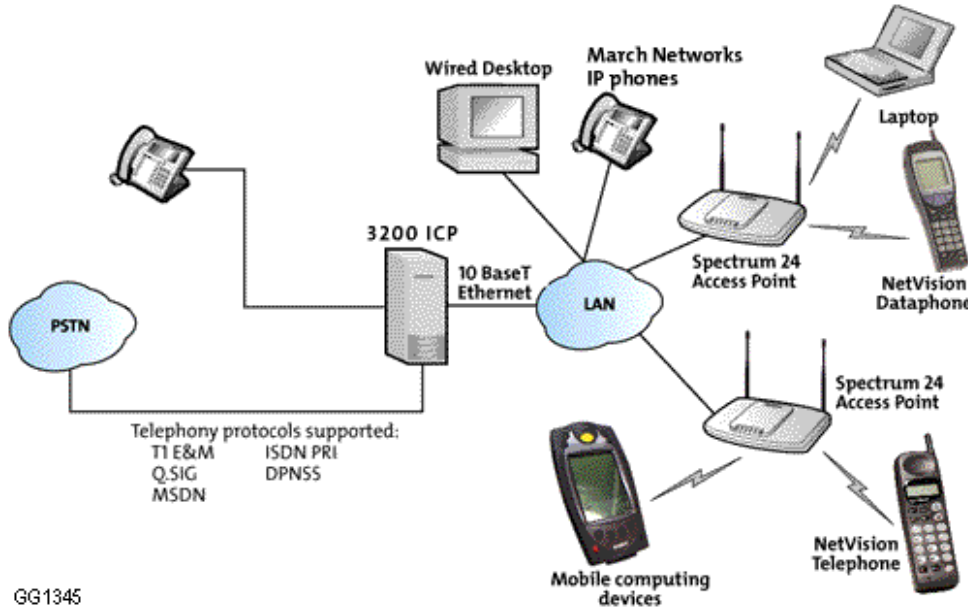 March Networks
IP phones
Wired Desktop
Laptop
3200 ICP
10 BaseT
Ethernet
Spectrum 24
Access Point
NetVision
Dataphone
PSTN
LAN
Spectrum 24
Access Point
Telephony protocols supported:
T1 E&M ISDN PRI
Q.SIG DPNSS
MSDN
NetVision
Telephone
Mobile computing
devices
GG1345